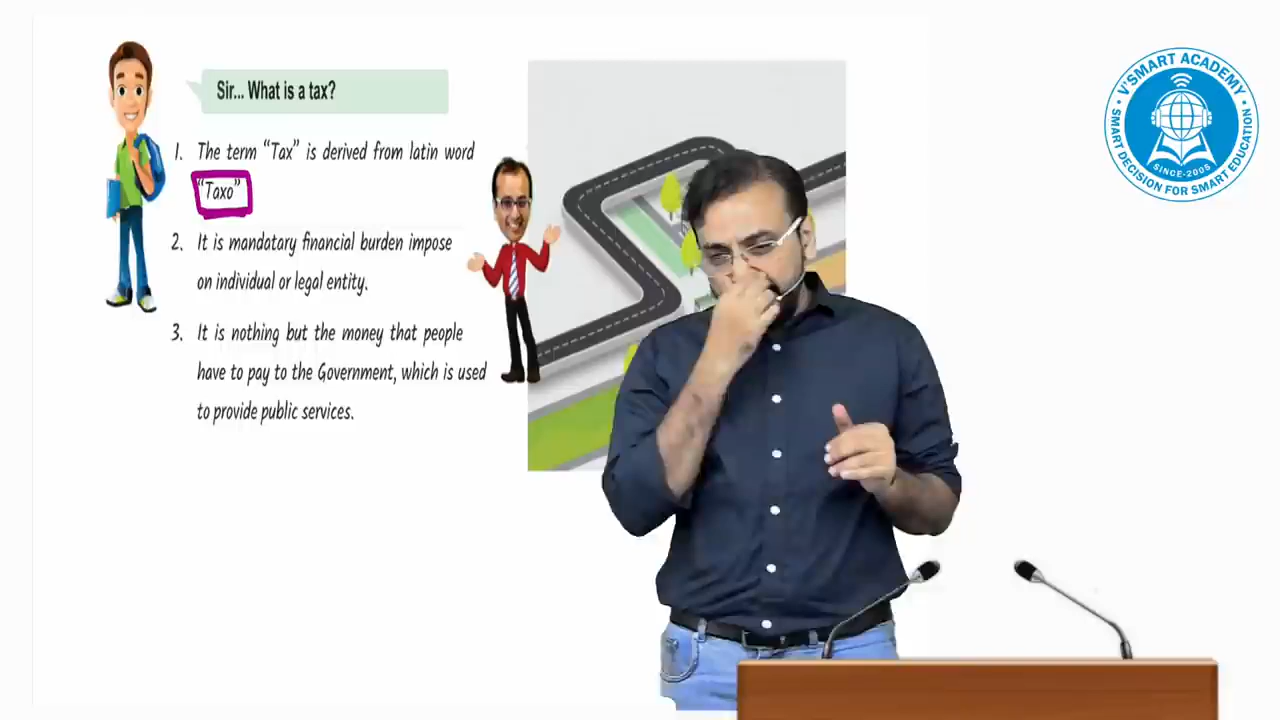 Sir... What is a tax?
1. The term “Tax” is derived from latin word
“Taxo”
2. It is mandatary financial burden impose
on individual or legal entity.
3. It is nothing but the money that people
have to pay to the Government, which is used
to provide public services.
V'SMART ACADEMY
SINCE-2005
SMART DECISION FOR SMART EDUCATION